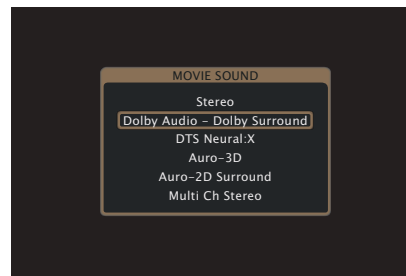 MOVIE SOUND
Stereo
Dolby Audio – Dolby Surround
DTS Neural:X
Auro-3D
Auro-2D Surround
Multi Ch Stereo